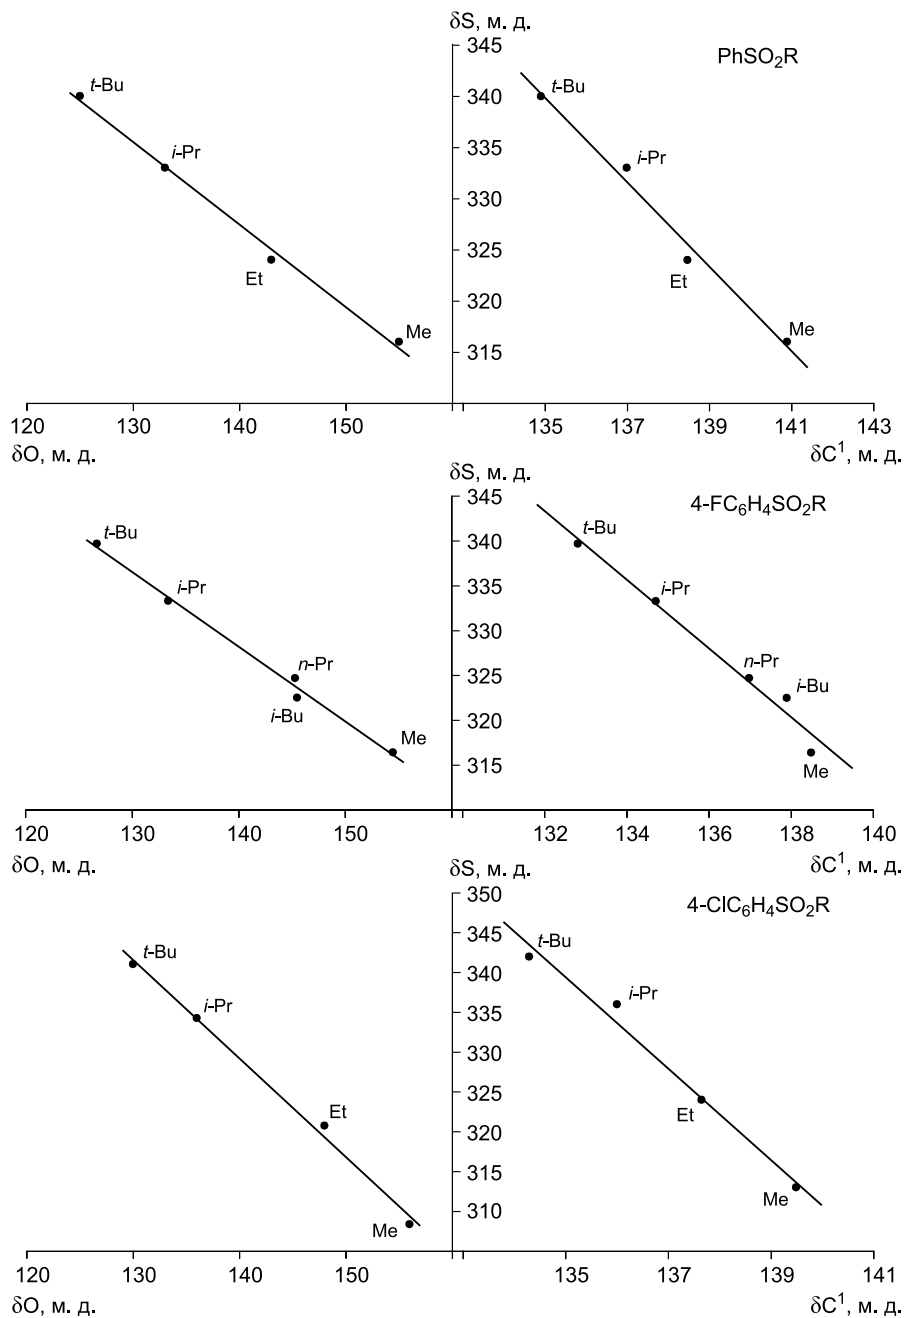 δS, м. д.
345
340
335
330
325
320
315
PhSO2R
t-Bu
i-Pr
Et
Me
t-Bu
i-Pr
Et
Me
120 130 140 150
135 137 139 141 143
δO, м. д.
δC1, м. д.
δS, м. д.
345
340
335
330
325
320
315
4-FC6H4SO2R
t-Bu
i-Pr
n-Pr
i-Bu
Me
t-Bu
i-Pr
n-Pr
i-Bu
Me
120 130 140 150
132 134 136 138 140
δO, м. д.
δC1, м. д.
δS, м. д.
350
345
340
335
330
325
320
315
310
4-ClC6H4SO2R
t-Bu
i-Pr
Et
Me
t-Bu
i-Pr
Et
Me
120 130 140 150
135 137 139 141
δO, м. д.
δC1, м. д.